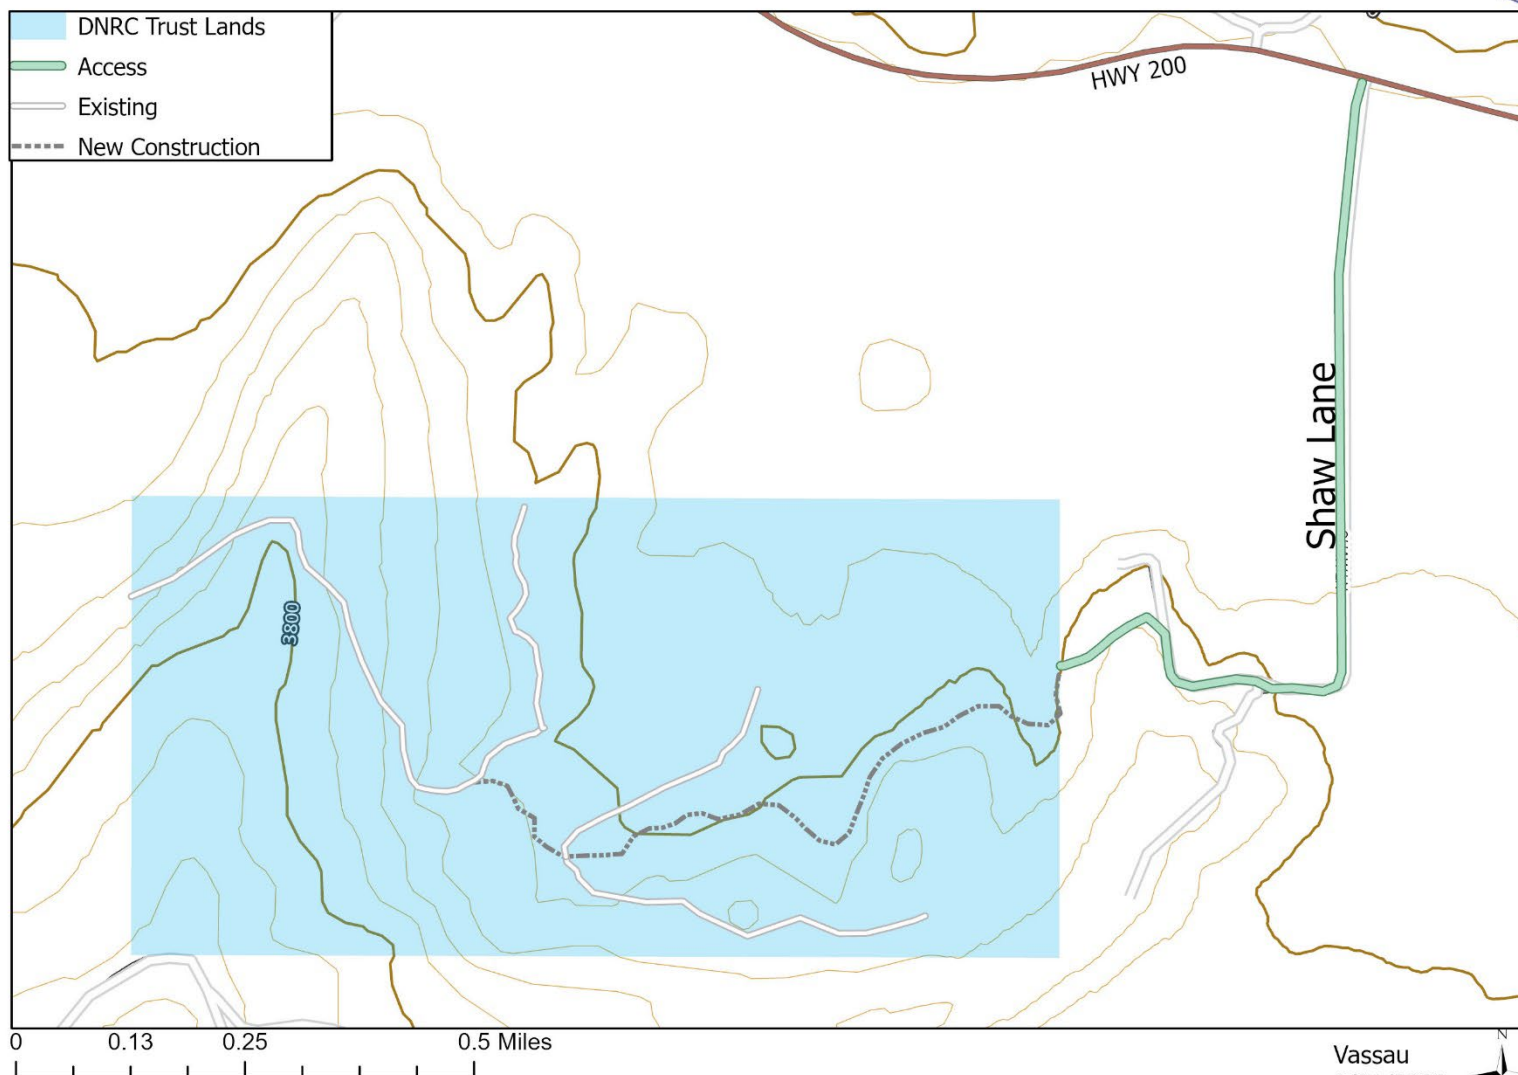 DNRC Trust Lands
Access
Existing
New Construction
HWY 200
Shaw Lane
3800
0 0.13 0.25 0.5 Miles
Vassau
N